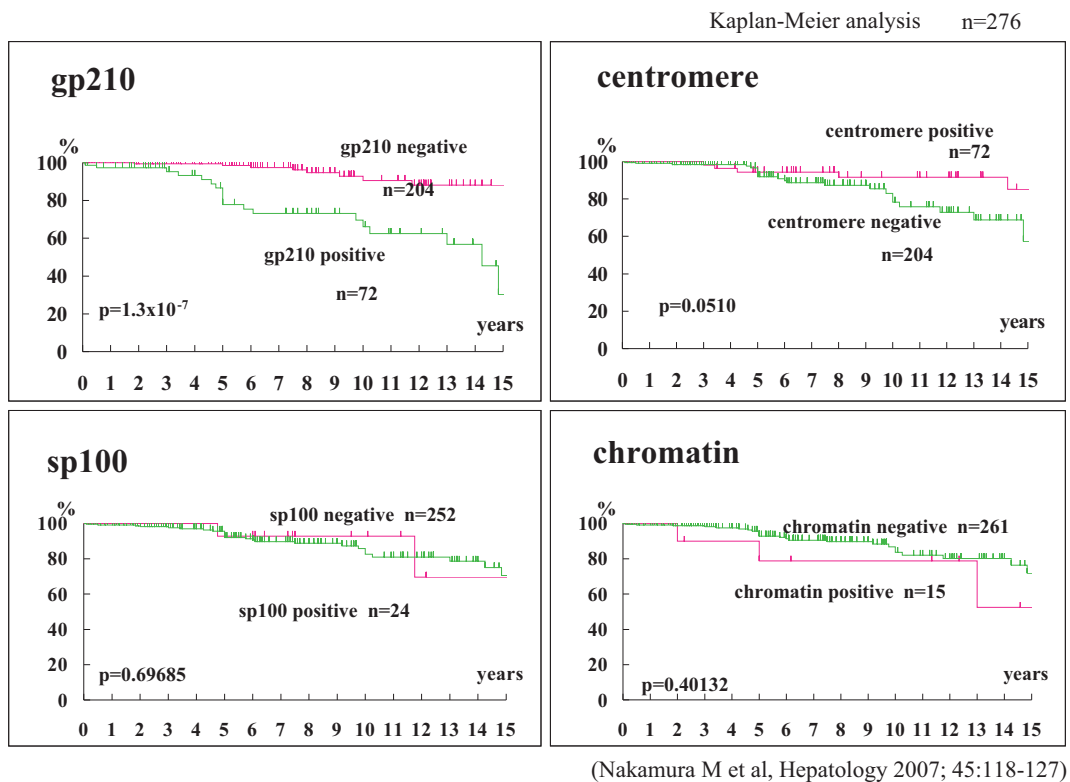 Kaplan-Meier analysis n=276
gp210
%
100
80
60
40
20
0
gp210 negative
n=204
gp210 positive
n=72
p=1.3x10⁻⁷
years
0 1 2 3 4 5 6 7 8 9 10 11 12 13 14 15
centromere
%
100
80
60
40
20
0
centromere positive
n=72
centromere negative
n=204
p=0.0510
years
0 1 2 3 4 5 6 7 8 9 10 11 12 13 14 15
sp100
%
100
80
60
40
20
0
sp100 negative n=252
sp100 positive n=24
p=0.69685
years
0 1 2 3 4 5 6 7 8 9 10 11 12 13 14 15
chromatin
%
100
80
60
40
20
0
chromatin negative n=261
chromatin positive n=15
p=0.40132
years
0 1 2 3 4 5 6 7 8 9 10 11 12 13 14 15
(Nakamura M et al, Hepatology 2007; 45:118-127)